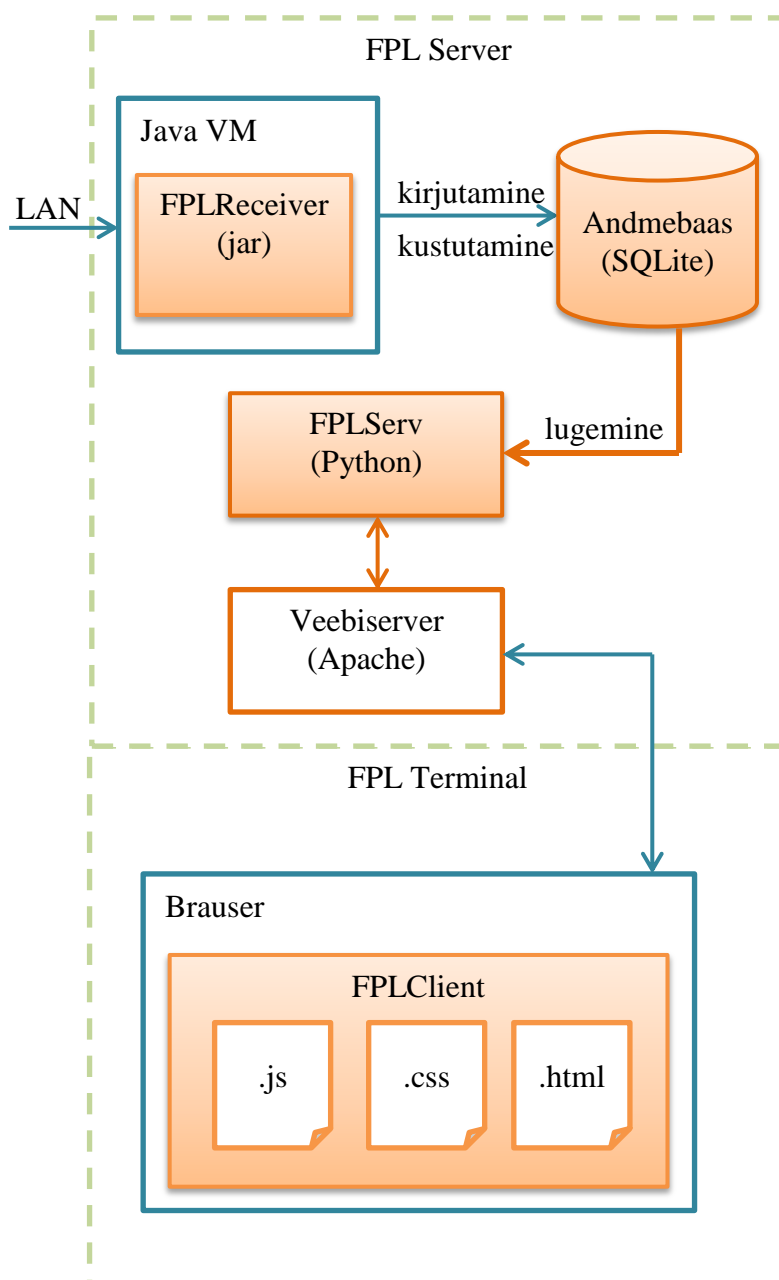 FPL Server
Java VM
FPLReceiver
(jar)
LAN
kirjutamine
kustutamine
Andmebaas
(SQLite)
FPLServ
(Python)
lugemine
Veebiserver
(Apache)
FPL Terminal
Brauser
FPLClient
.js
.css
.html